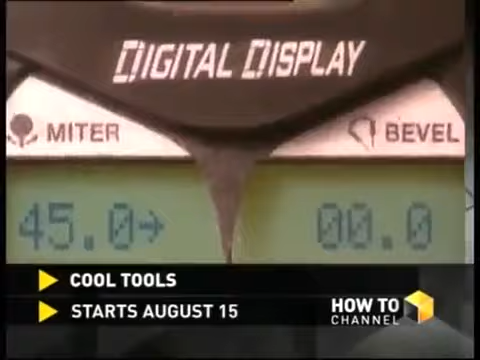 DIGITAL DISPLAY
MITER
BEVEL
45.0→
00.0
COOL TOOLS
STARTS AUGUST 15
HOW TO
CHANNEL